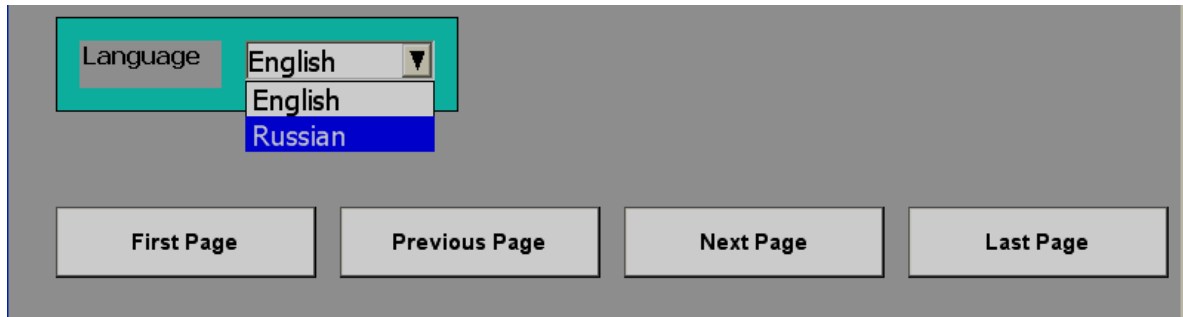 Language English
English
Russian
First Page Previous Page Next Page Last Page